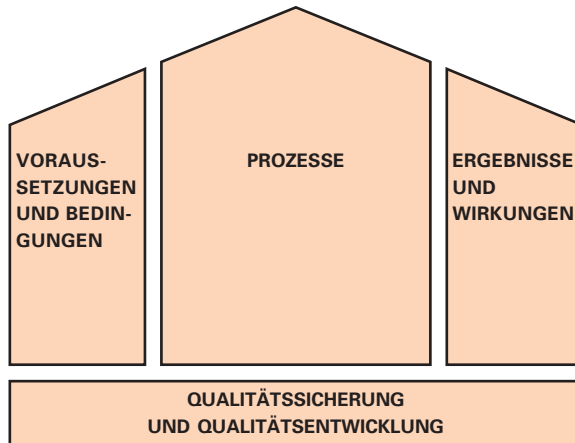 VORAUS-
SETZUNGEN
UND BEDIN-
GUNGEN
PROZESSE
ERGEBNISSE
UND
WIRKUNGEN
QUALITÄTSSICHERUNG
UND QUALITÄTSENTWICKLUNG